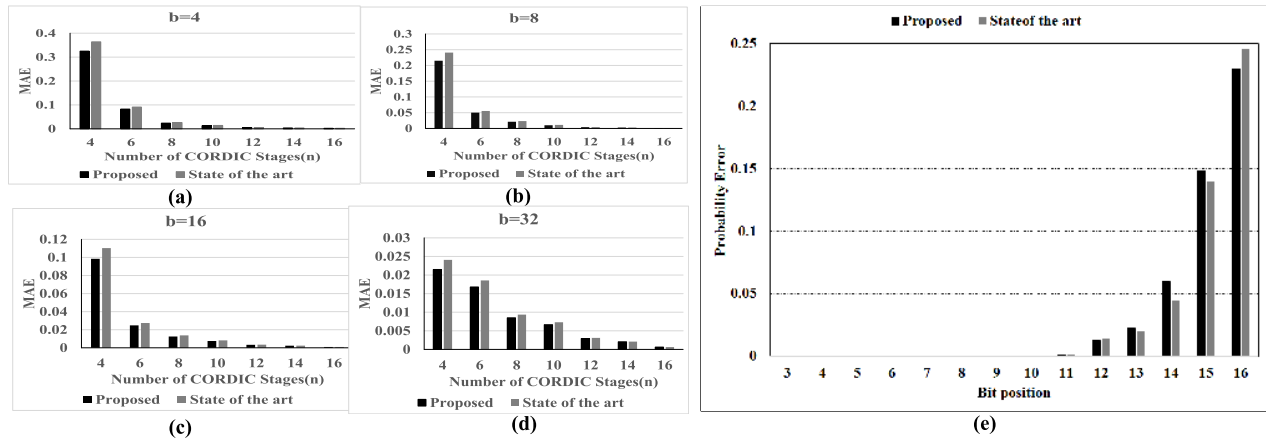 b=4
0.4
0.3
0.2
0.1
0
MAE
4 6 8 10 12 14 16
Number of CORDIC Stages(n)
Proposed State of the art
(a)
b=8
0.3
0.25
0.2
0.15
0.1
0.05
0
MAE
4 6 8 10 12 14 16
Number of CORDIC Stages(n)
Proposed State of the art
(b)
b=16
0.12
0.1
0.08
0.06
0.04
0.02
0
MAE
4 6 8 10 12 14 16
Number of CORDIC Stages(n)
Proposed State of the art
(c)
b=32
0.03
0.025
0.02
0.015
0.01
0.005
0
MAE
4 6 8 10 12 14 16
Number of CORDIC Stages(n)
Proposed State of the art
(d)
Proposed Stateof the art
0.25
0.2
0.15
0.1
0.05
0
Probability Error
3 4 5 6 7 8 9 10 11 12 13 14 15 16
Bit position
(e)